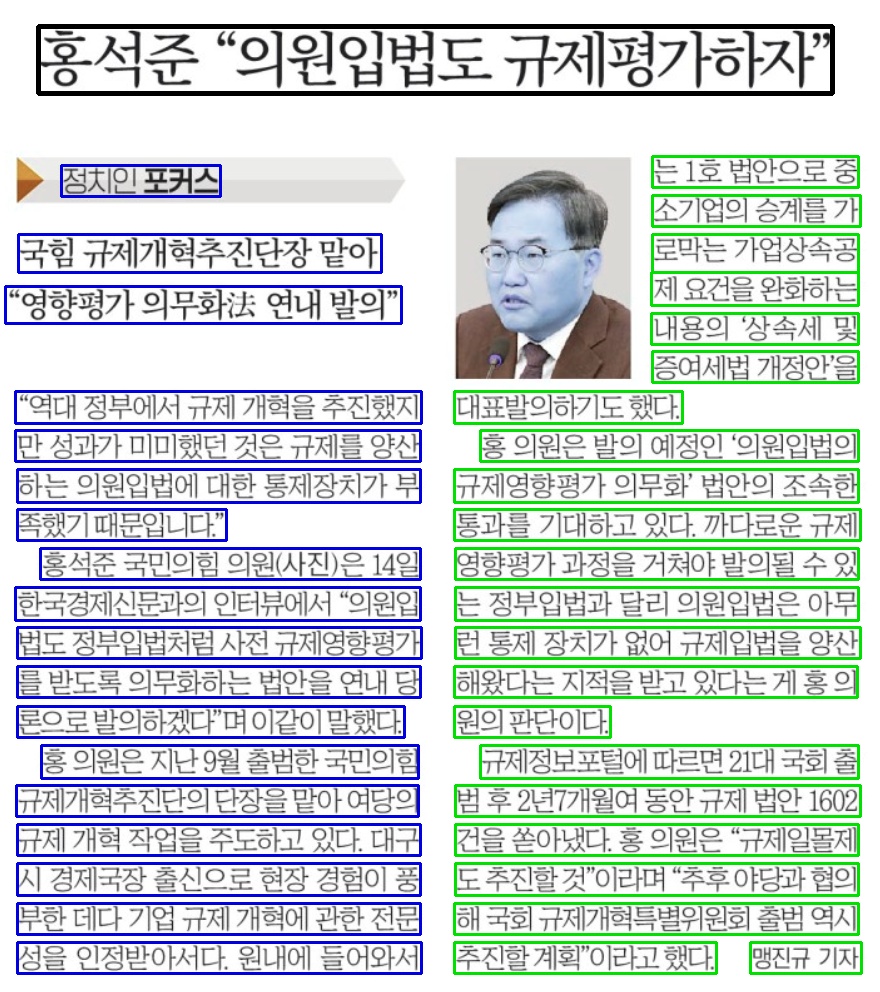 홍석준 “의원입법도 규제평가하자”
정치인 포커스
국힘 규제개혁추진단장 맡아
“영향평가 의무화法 연내 발의”
“역대 정부에서 규제 개혁을 추진했지
만 성과가 미미했던 것은 규제를 양산
하는 의원입법에 대한 통제장치가 부
족했기 때문입니다.”
홍석준 국민의힘 의원(사진)은 14일
한국경제신문과의 인터뷰에서 “의원입
법도 정부입법처럼 사전 규제영향평가
를 받도록 의무화하는 법안을 연내 당
론으로 발의하겠다”며 이같이 말했다.
홍 의원은 지난 9월 출범한 국민의힘
규제개혁추진단의 단장을 맡아 여당의
규제 개혁 작업을 주도하고 있다. 대구
시 경제국장 출신으로 현장 경험이 풍
부한 데다 기업 규제 개혁에 관한 전문
성을 인정받아서다. 원내에 들어와서
는 1호 법안으로 중
소기업의 승계를 가
로막는 가업상속공
제 요건을 완화하는
내용의 ‘상속세 및
증여세법 개정안’을
대표발의하기도 했다.
홍 의원은 발의 예정인 ‘의원입법의
규제영향평가 의무화’ 법안의 조속한
통과를 기대하고 있다. 까다로운 규제
영향평가 과정을 거쳐야 발의될 수 있
는 정부입법과 달리 의원입법은 아무
런 통제 장치가 없어 규제입법을 양산
해왔다는 지적을 받고 있다는 게 홍 의
원의 판단이다.
규제정보포털에 따르면 21대 국회 출
범 후 2년7개월여 동안 규제 법안 1602
건을 쏟아냈다. 홍 의원은 “규제일몰제
도 추진할 것”이라며 “추후 야당과 협의
해 국회 규제개혁특별위원회 출범 역시
추진할 계획”이라고 했다. 맹진규 기자